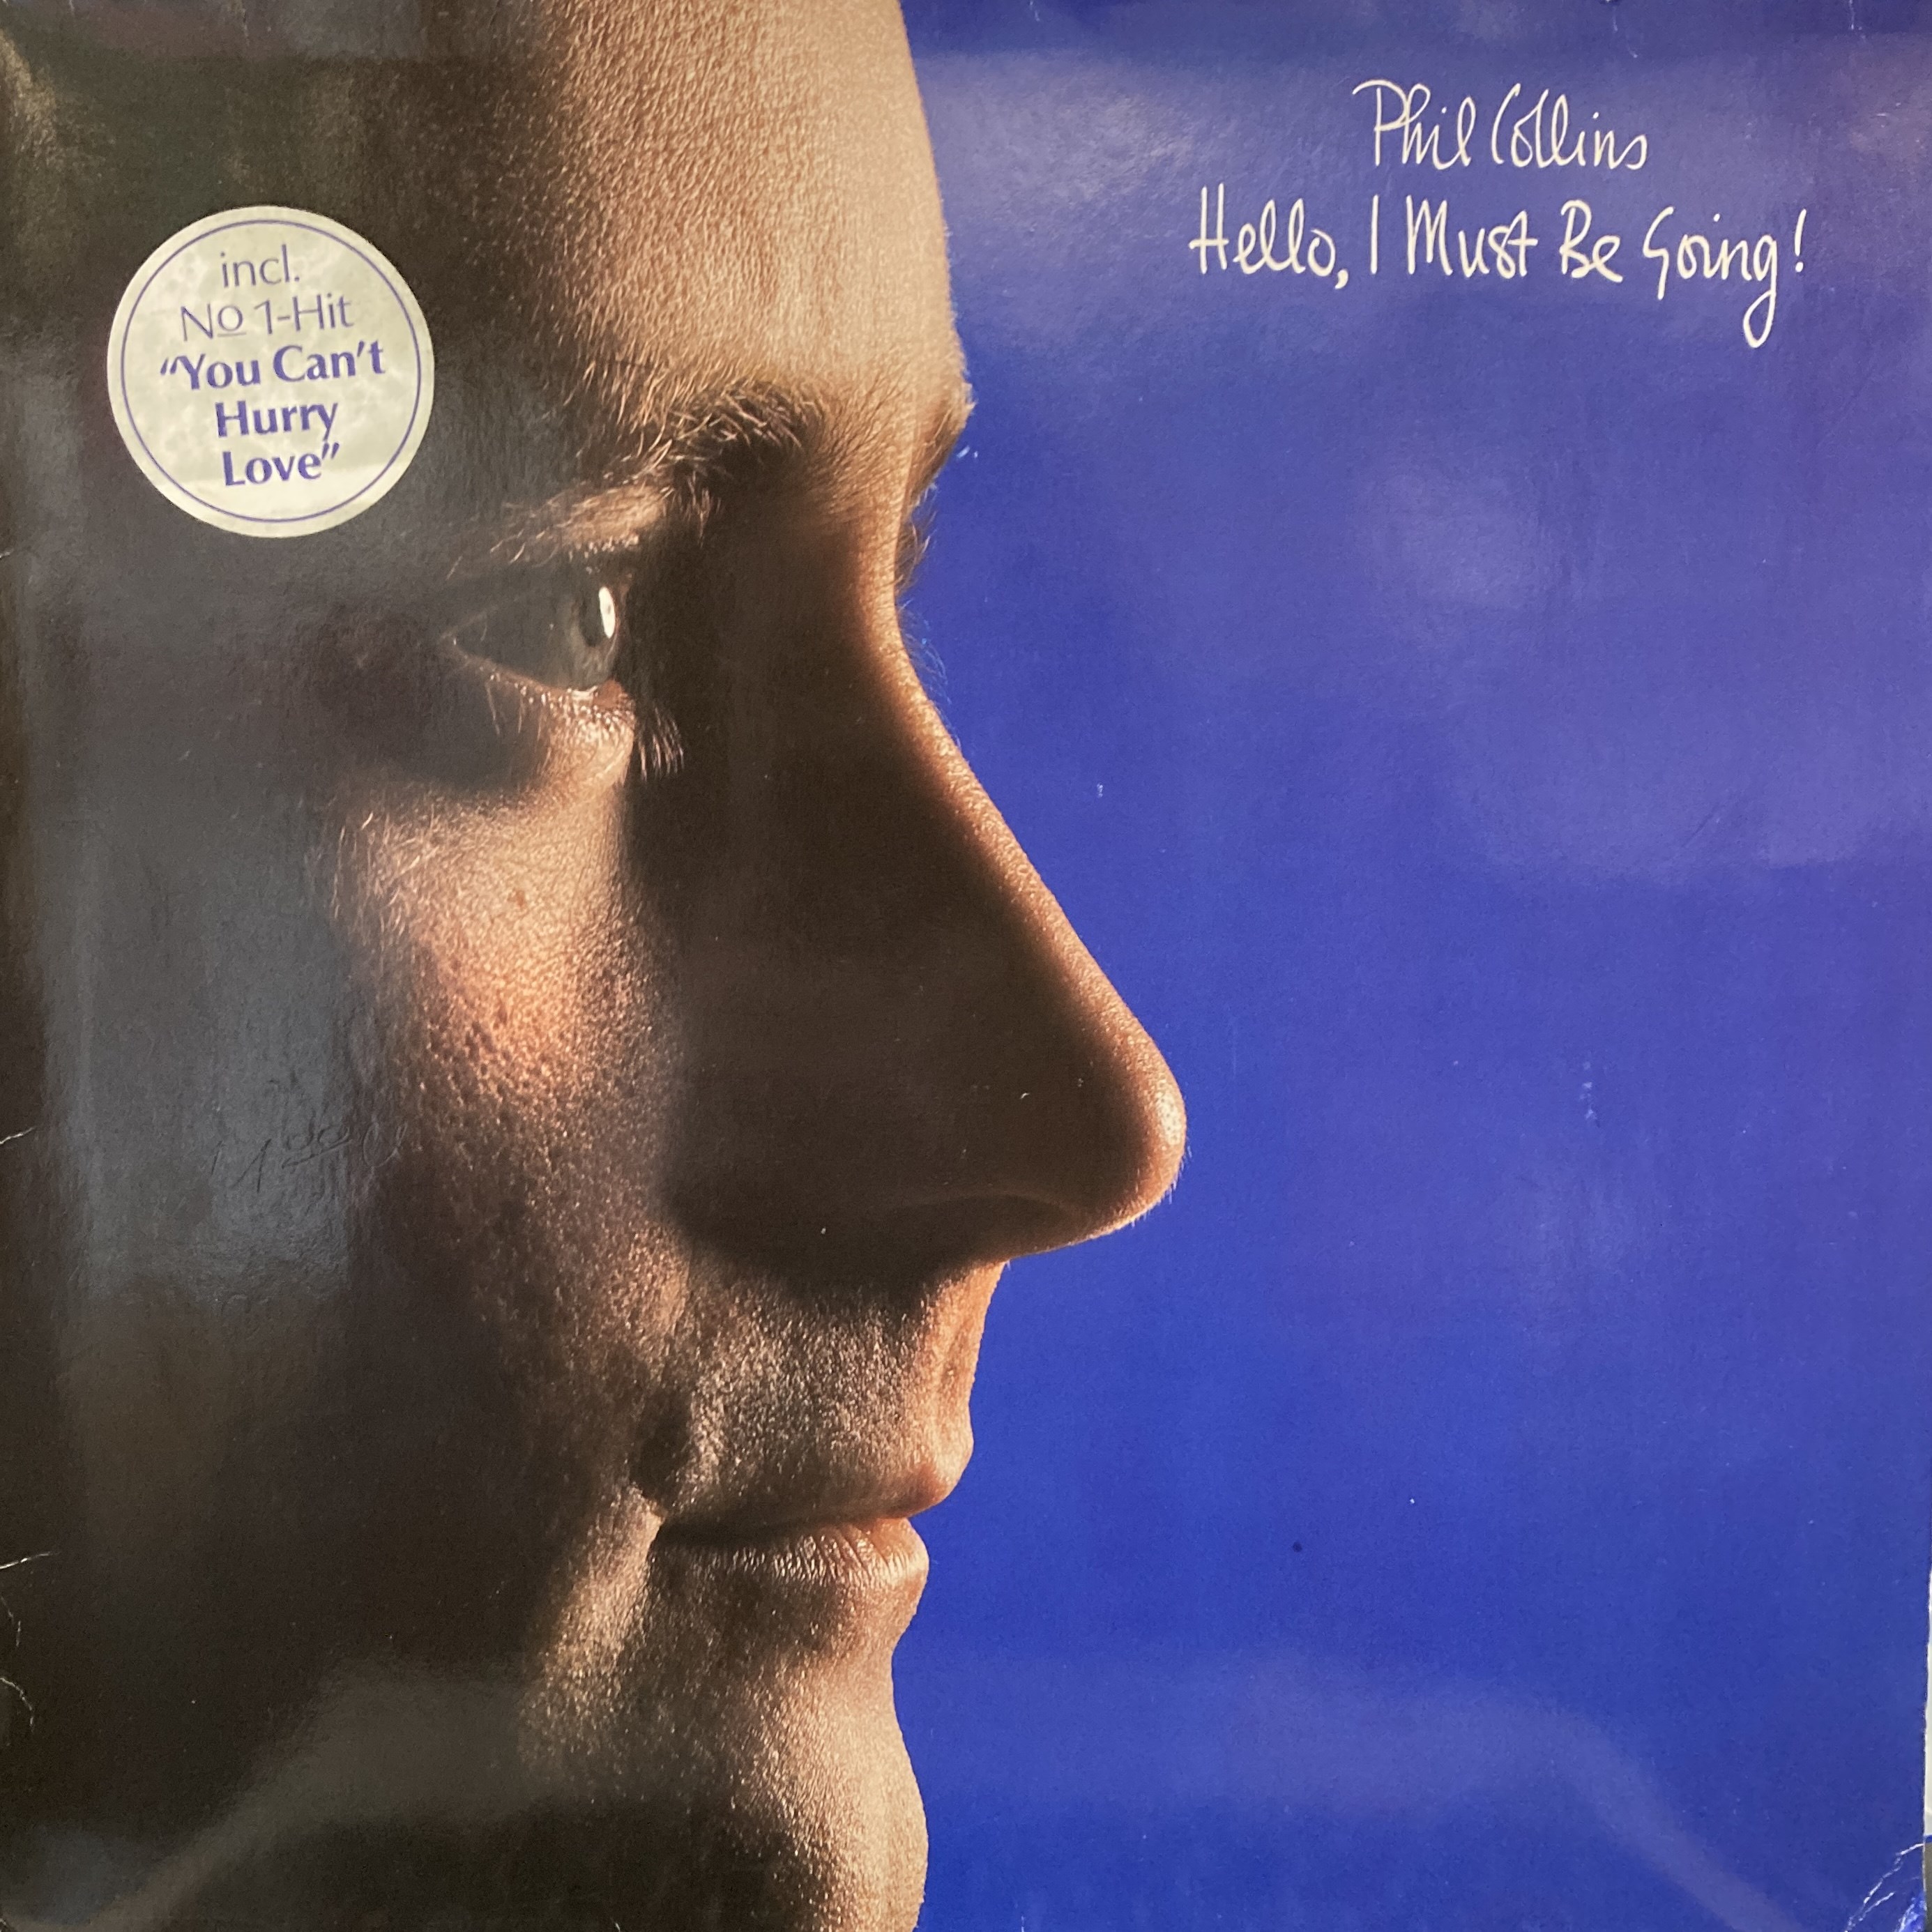 Phil Collins
Hello, I Must Be Going!
incl.
No 1-Hit
"You Can't
Hurry
Love"